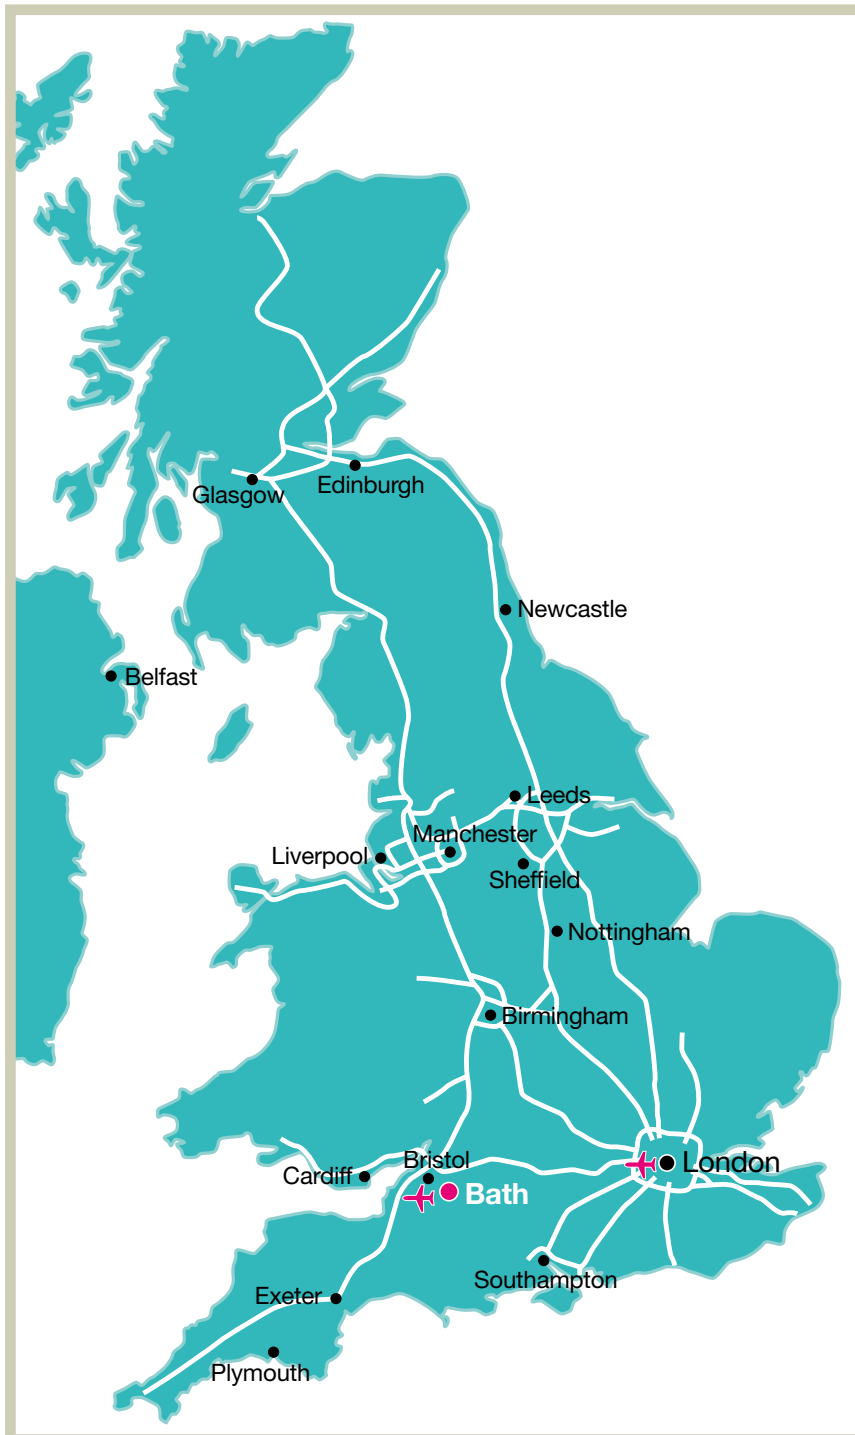 Glasgow
Edinburgh
Newcastle
Belfast
Leeds
Manchester
Liverpool
Sheffield
Nottingham
Birmingham
Bristol
London
Cardiff
Bath
Southampton
Exeter
Plymouth